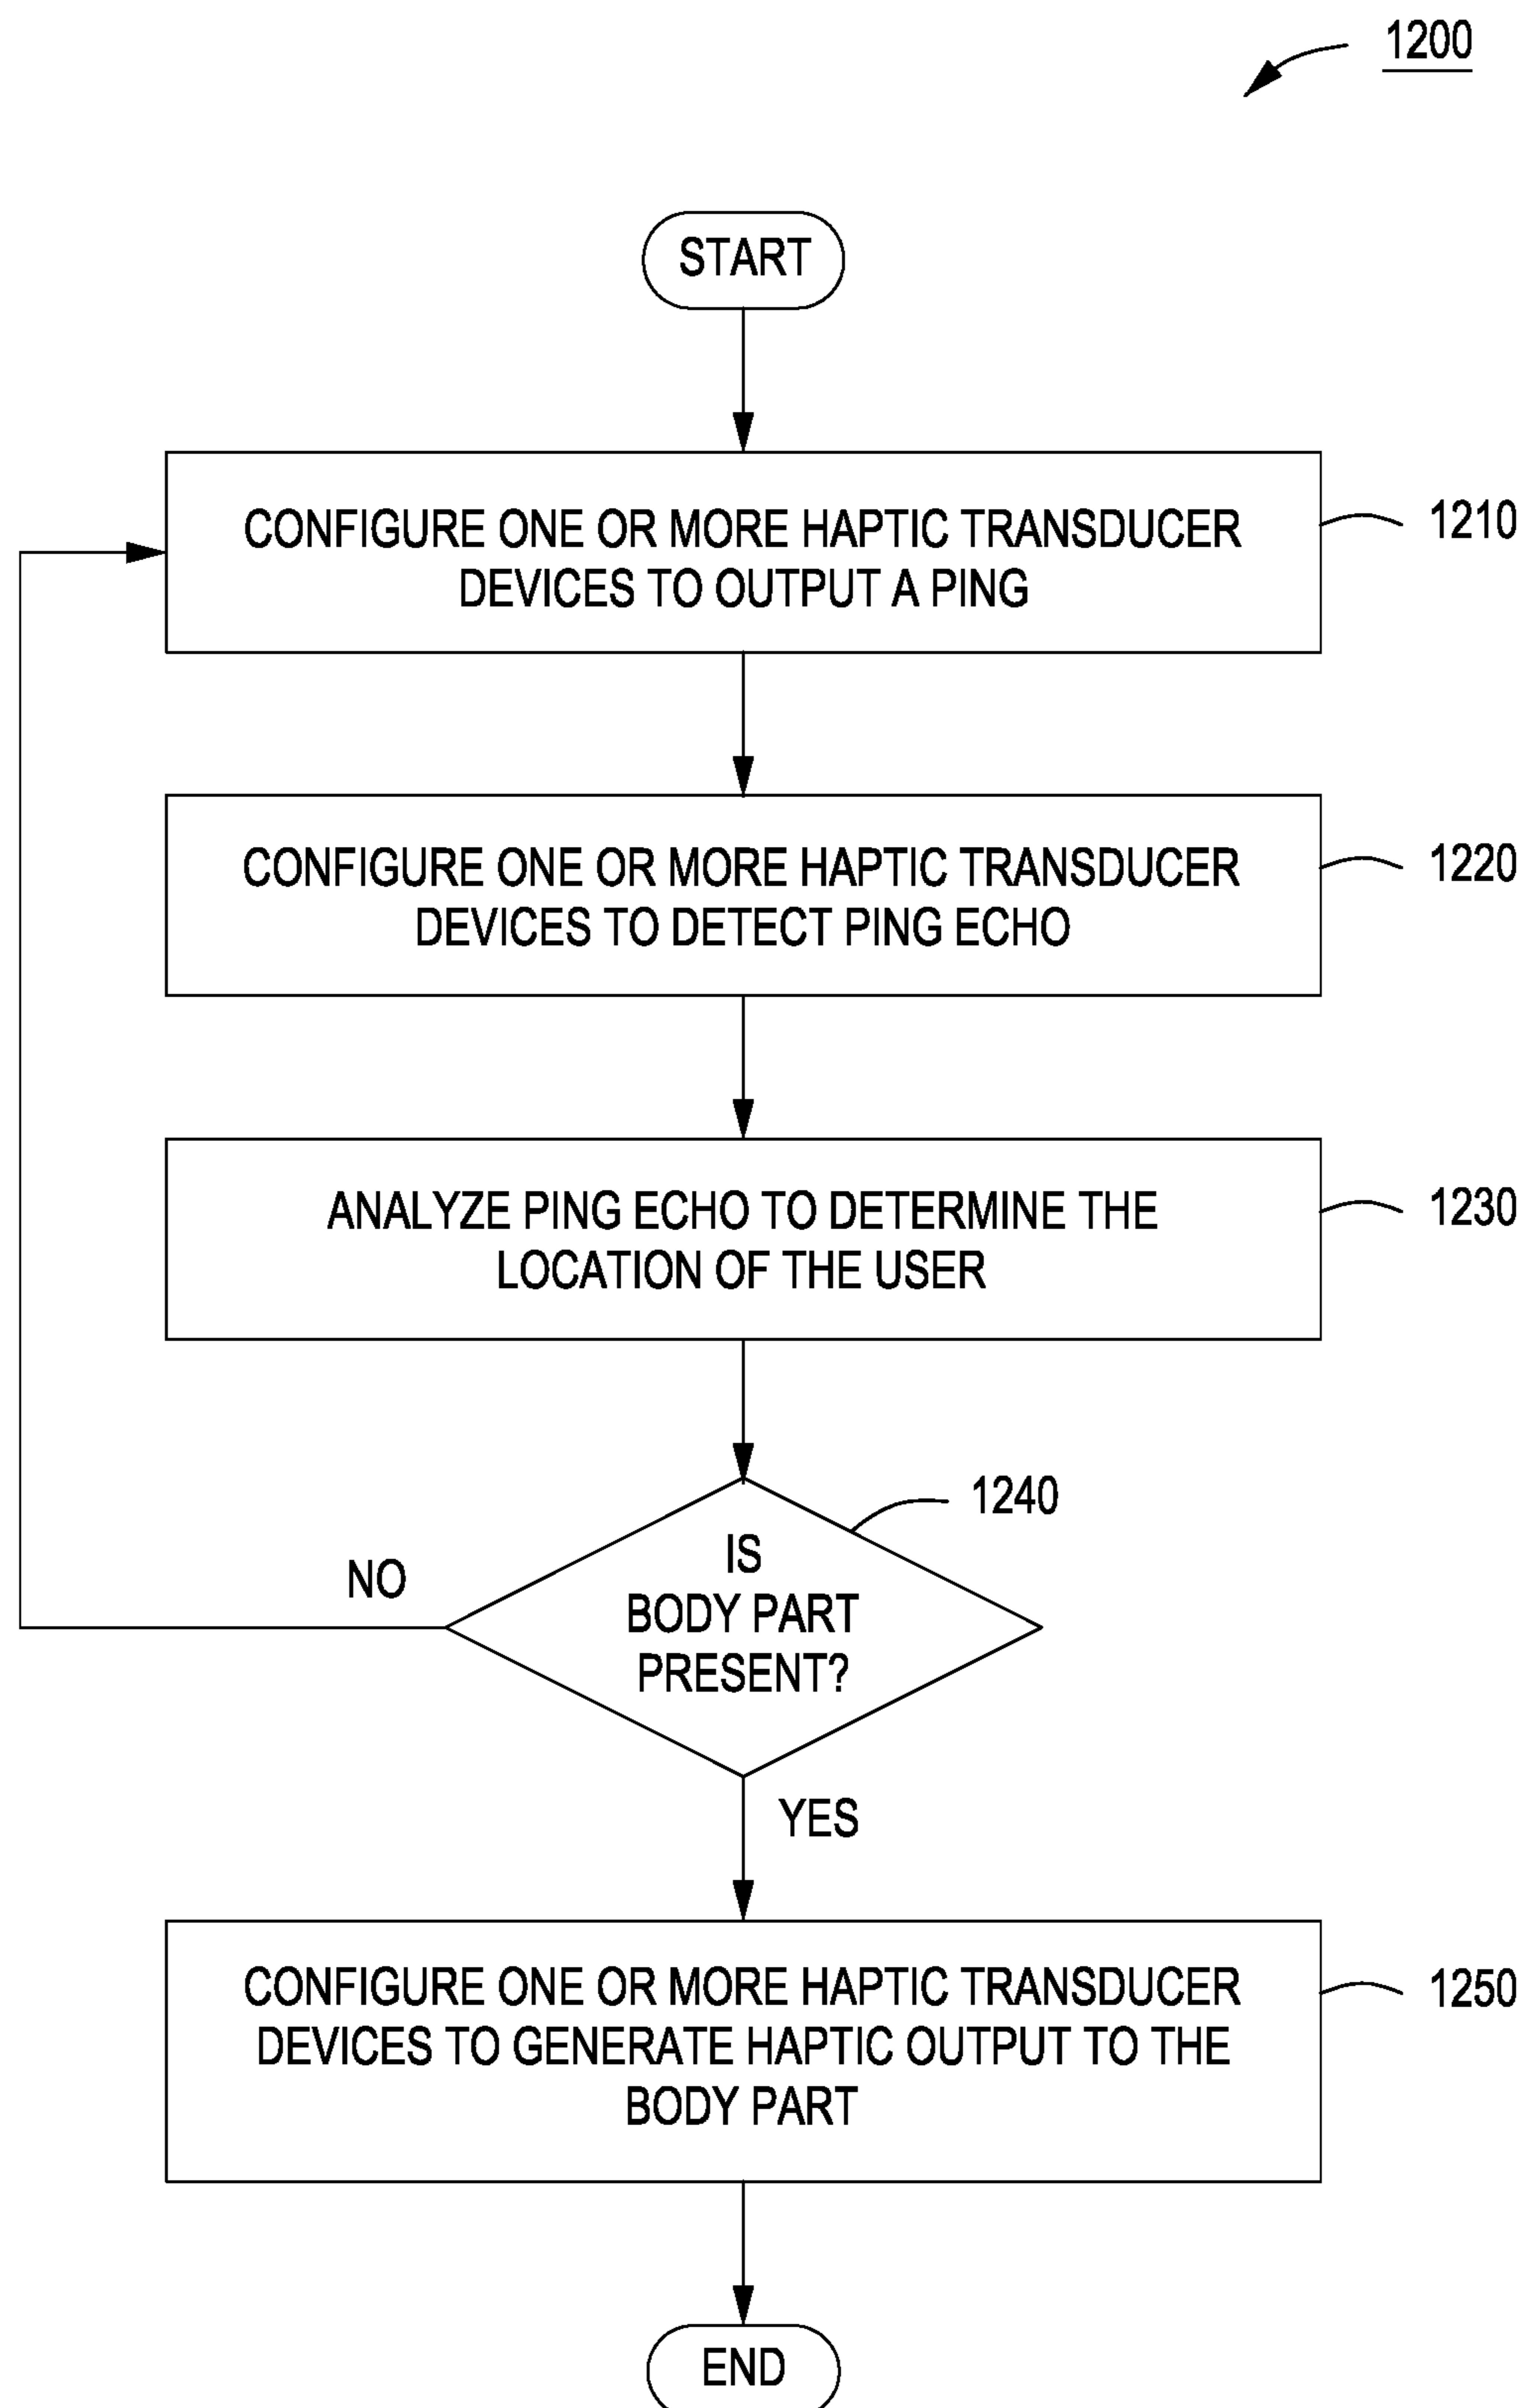 1200
START
CONFIGURE ONE OR MORE HAPTIC TRANSDUCER
DEVICES TO OUTPUT A PING
1210
CONFIGURE ONE OR MORE HAPTIC TRANSDUCER
DEVICES TO DETECT PING ECHO
1220
ANALYZE PING ECHO TO DETERMINE THE
LOCATION OF THE USER
1230
1240
IS
BODY PART
PRESENT?
NO
YES
CONFIGURE ONE OR MORE HAPTIC TRANSDUCER
DEVICES TO GENERATE HAPTIC OUTPUT TO THE
BODY PART
1250
END